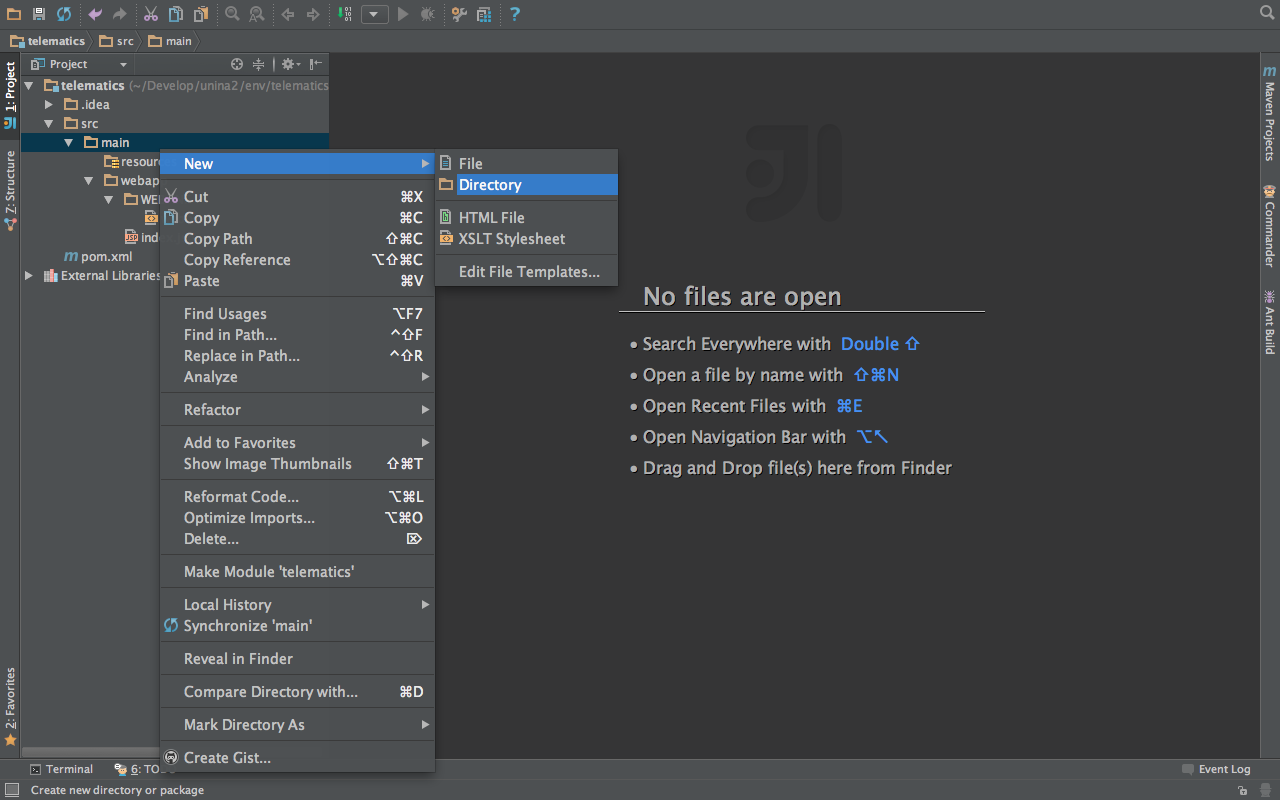 telematics src main
Project
telematics (~/Develop/unina2/env/telematics
.idea
src
main
resour
webap
WE
ind
pom.xml
External Libraries
New
Cut ⌘X
Copy ⌘C
Copy Path ⇧⌘C
Copy Reference ⌥⇧⌘C
Paste ⌘V
Find Usages ⌥F7
Find in Path... ^⇧F
Replace in Path... ^⇧R
Analyze
Refactor
Add to Favorites
Show Image Thumbnails ⇧⌘T
Reformat Code... ⌥⌘L
Optimize Imports... ⌥⌘O
Delete... ⌦
Make Module 'telematics'
Local History
Synchronize 'main'
Reveal in Finder
Compare Directory with... ⌘D
Mark Directory As
Create Gist...
File
Directory
HTML File
XSLT Stylesheet
Edit File Templates...
No files are open
• Search Everywhere with Double ⇧
• Open a file by name with ⇧⌘N
• Open Recent Files with ⌘E
• Open Navigation Bar with ⌥↖
• Drag and Drop file(s) here from Finder
1: Project
Z: Structure
2: Favorites
m Maven Projects
Commander
Ant Build
Terminal 6: TO
Event Log
Create new directory or package